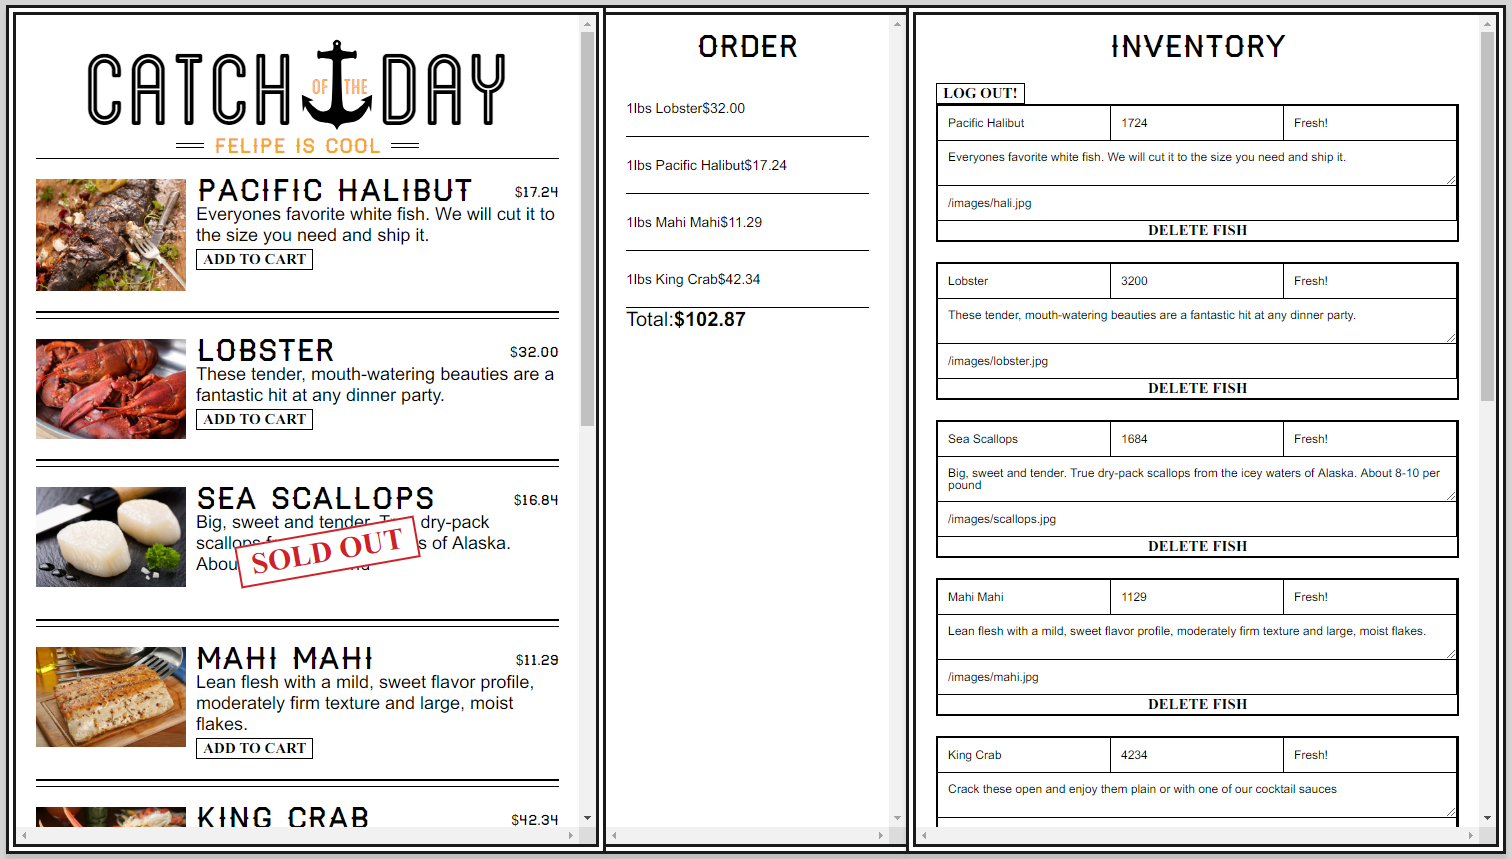 CATCH OF THE DAY
FELIPE IS COOL
PACIFIC HALIBUT $17.24
Everyones favorite white fish. We will cut it to
the size you need and ship it.
ADD TO CART
LOBSTER $32.00
These tender, mouth-watering beauties are a
fantastic hit at any dinner party.
ADD TO CART
SEA SCALLOPS $16.84
Big, sweet and tender. dry-pack
scallops of Alaska.
SOLD OUT
MAHI MAHI $11.29
Lean flesh with a mild, sweet flavor profile,
moderately firm texture and large, moist
flakes.
ADD TO CART
KING CRAB $42.34
ORDER
1lbs Lobster$32.00
1lbs Pacific Halibut$17.24
1lbs Mahi Mahi$11.29
1lbs King Crab$42.34
Total:$102.87
INVENTORY
LOG OUT!
Pacific Halibut 1724 Fresh!
Everyones favorite white fish. We will cut it to the size you need and ship it.
/images/hali.jpg
DELETE FISH
Lobster 3200 Fresh!
These tender, mouth-watering beauties are a fantastic hit at any dinner party.
/images/lobster.jpg
DELETE FISH
Sea Scallops 1684 Fresh!
Big, sweet and tender. True dry-pack scallops from the icey waters of Alaska. About 8-10 per
pound
/images/scallops.jpg
DELETE FISH
Mahi Mahi 1129 Fresh!
Lean flesh with a mild, sweet flavor profile, moderately firm texture and large, moist flakes.
/images/mahi.jpg
DELETE FISH
King Crab 4234 Fresh!
Crack these open and enjoy them plain or with one of our cocktail sauces